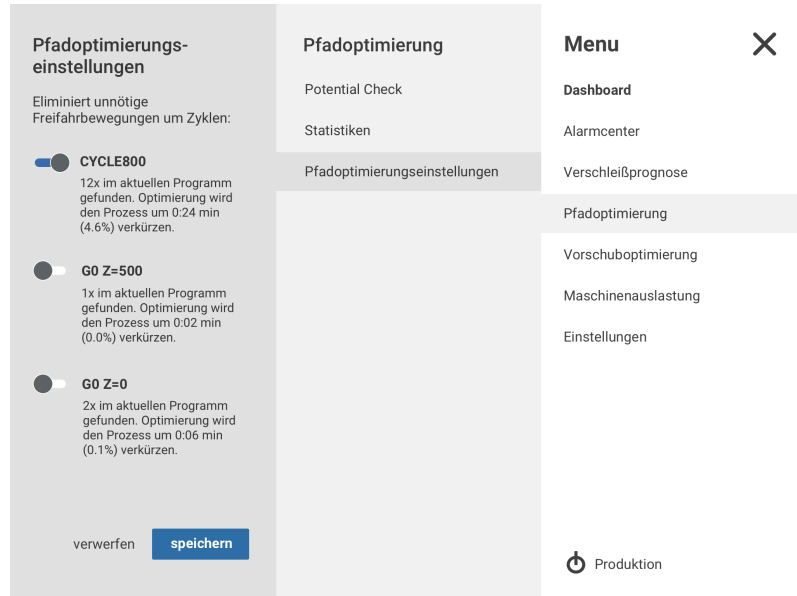 Pfadoptimierungs-
einstellungen
Eliminiert unnötige
Freifahrbewegungen um Zyklen:
CYCLE800
12x im aktuellen Programm
gefunden. Optimierung wird
den Prozess um 0:24 min
(4.6%) verkürzen.
G0 Z=500
1x im aktuellen Programm
gefunden. Optimierung wird
den Prozess um 0:02 min
(0.0%) verkürzen.
G0 Z=0
2x im aktuellen Programm
gefunden. Optimierung wird
den Prozess um 0:06 min
(0.1%) verkürzen.
verwerfen
speichern
Pfadoptimierung
Potential Check
Statistiken
Pfadoptimierungseinstellungen
Menu
Dashboard
Alarmcenter
Verschleißprognose
Pfadoptimierung
Vorschuboptimierung
Maschinenauslastung
Einstellungen
Produktion